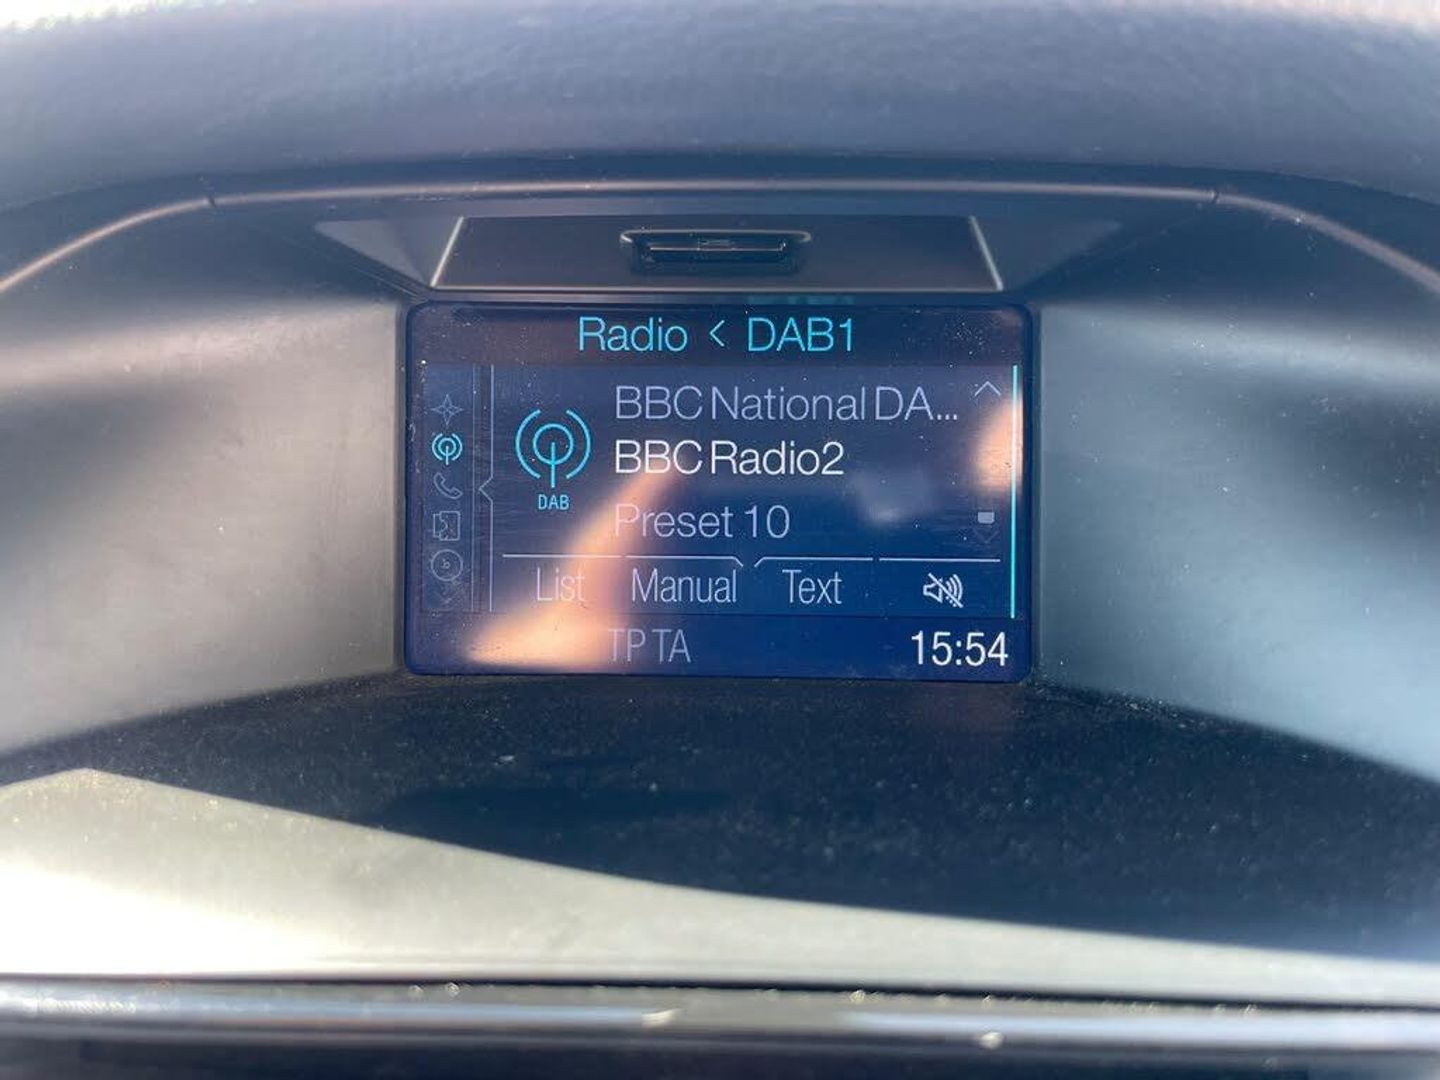 Radio < DAB1
BBC National DA...
BBC Radio2
DAB
Preset 10
List Manual Text
TP TA 15:54